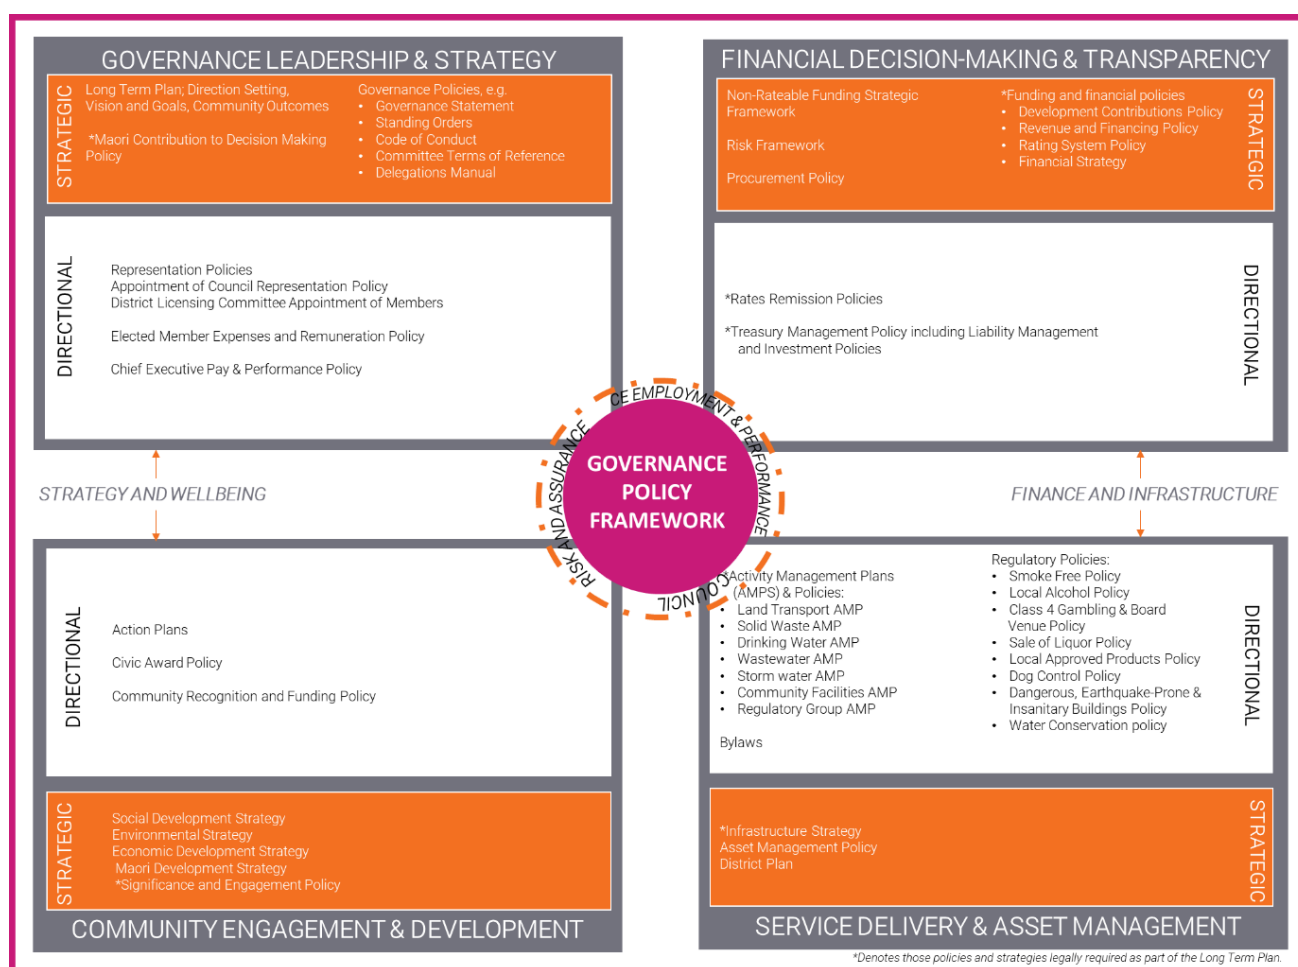 GOVERNANCE LEADERSHIP & STRATEGY
STRATEGIC
Long Term Plan; Direction Setting,
Vision and Goals, Community Outcomes
*Maori Contribution to Decision Making
Policy
Governance Policies, e.g.
• Governance Statement
• Standing Orders
• Code of Conduct
• Committee Terms of Reference
• Delegations Manual
DIRECTIONAL
Representation Policies
Appointment of Council Representation Policy
District Licensing Committee Appointment of Members
Elected Member Expenses and Remuneration Policy
Chief Executive Pay & Performance Policy
FINANCIAL DECISION-MAKING & TRANSPARENCY
Non-Rateable Funding Strategic
Framework
Risk Framework
Procurement Policy
*Funding and financial policies
• Development Contributions Policy
• Revenue and Financing Policy
• Rating System Policy
• Financial Strategy
STRATEGIC
*Rates Remission Policies
*Treasury Management Policy including Liability Management
and Investment Policies
DIRECTIONAL
STRATEGY AND WELLBEING
RISK AND ASSURANCE
CE EMPLOYMENT & PERFORMANCE
COUNCIL
GOVERNANCE
POLICY
FRAMEWORK
FINANCE AND INFRASTRUCTURE
DIRECTIONAL
Action Plans
Civic Award Policy
Community Recognition and Funding Policy
STRATEGIC
Social Development Strategy
Environmental Strategy
Economic Development Strategy
Maori Development Strategy
*Significance and Engagement Policy
COMMUNITY ENGAGEMENT & DEVELOPMENT
*Activity Management Plans
(AMPS) & Policies:
• Land Transport AMP
• Solid Waste AMP
• Drinking Water AMP
• Wastewater AMP
• Storm water AMP
• Community Facilities AMP
• Regulatory Group AMP
Bylaws
Regulatory Policies:
• Smoke Free Policy
• Local Alcohol Policy
• Class 4 Gambling & Board
Venue Policy
• Sale of Liquor Policy
• Local Approved Products Policy
• Dog Control Policy
• Dangerous, Earthquake-Prone &
Insanitary Buildings Policy
• Water Conservation policy
DIRECTIONAL
*Infrastructure Strategy
Asset Management Policy
District Plan
STRATEGIC
SERVICE DELIVERY & ASSET MANAGEMENT
*Denotes those policies and strategies legally required as part of the Long Term Plan.